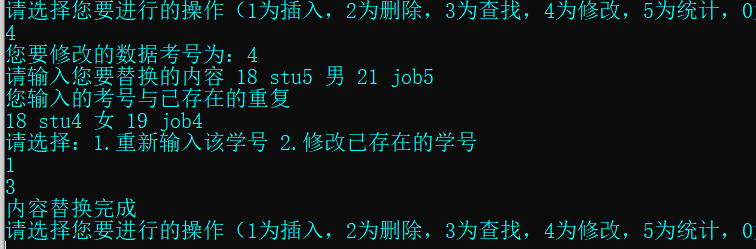 请选择您要进行的操作（1为插入，2为删除，3为查找，4为修改，5为统计，0
4
您要修改的数据考号为：4
请输入您要替换的内容 18 stu5 男 21 job5
您输入的考号与已存在的重复
18 stu4 女 19 job4
请选择：1.重新输入该学号 2.修改已存在的学号
1
3
内容替换完成
请选择您要进行的操作（1为插入，2为删除，3为查找，4为修改，5为统计，0